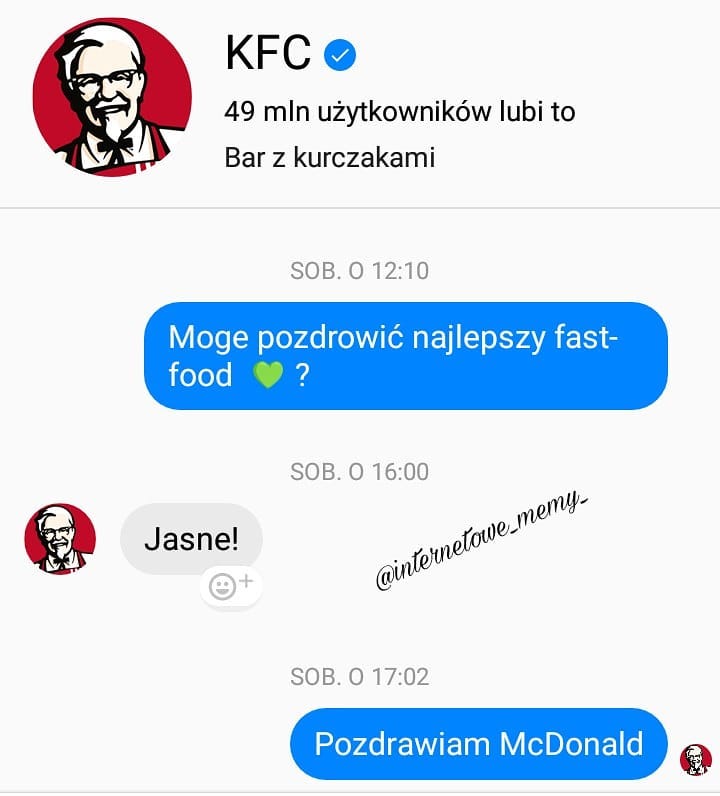 KFC
49 mln użytkowników lubi to
Bar z kurczakami
SOB. O 12:10
Moge pozdrowić najlepszy fast-
food 💚 ?
SOB. O 16:00
Jasne!
@internetowe_memy_
SOB. O 17:02
Pozdrawiam McDonald